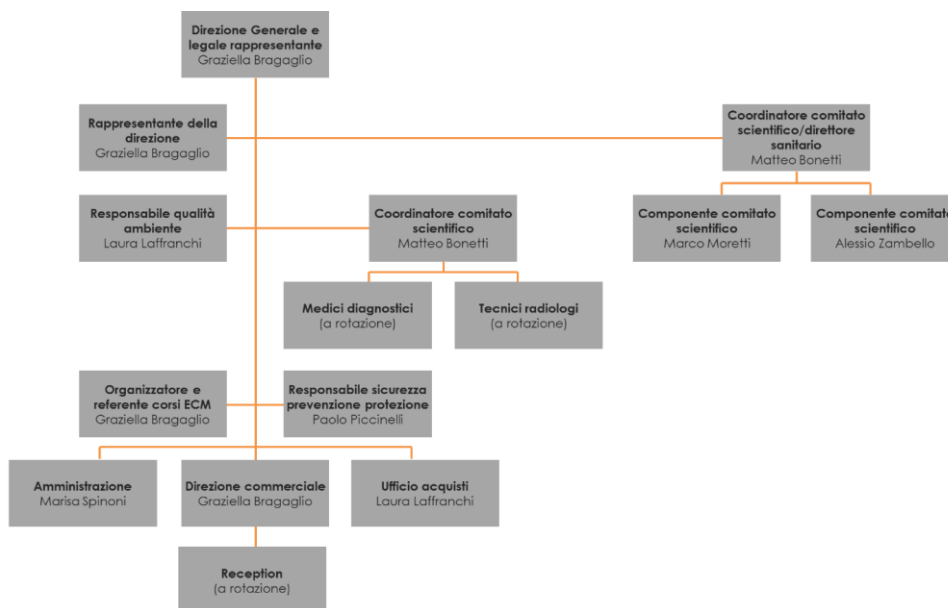 Direzione Generale e
legale rappresentante
Graziella Bragaglio
Rappresentante della
direzione
Graziella Bragaglio
Coordinatore comitato
scientifico/direttore
sanitario
Matteo Bonetti
Responsabile qualità
ambiente
Laura Laffranchi
Coordinatore comitato
scientifico
Matteo Bonetti
Componente comitato
scientifico
Marco Moretti
Componente comitato
scientifico
Alessio Zambello
Medici diagnostici
(a rotazione)
Tecnici radiologi
(a rotazione)
Organizzatore e
referente corsi ECM
Graziella Bragaglio
Responsabile sicurezza
prevenzione protezione
Paolo Piccinelli
Amministrazione
Marisa Spinoni
Direzione commerciale
Graziella Bragaglio
Ufficio acquisti
Laura Laffranchi
Reception
(a rotazione)